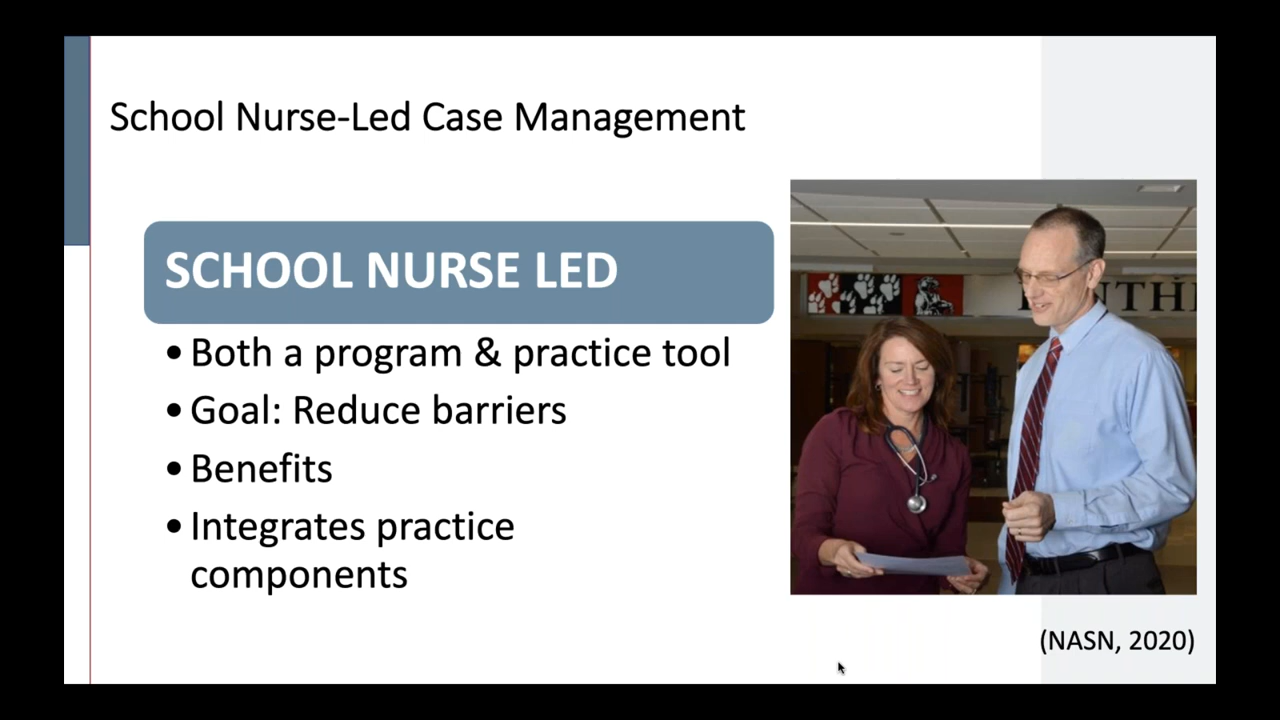 School Nurse-Led Case Management
SCHOOL NURSE LED
• Both a program & practice tool
• Goal: Reduce barriers
• Benefits
• Integrates practice
components
(NASN, 2020)